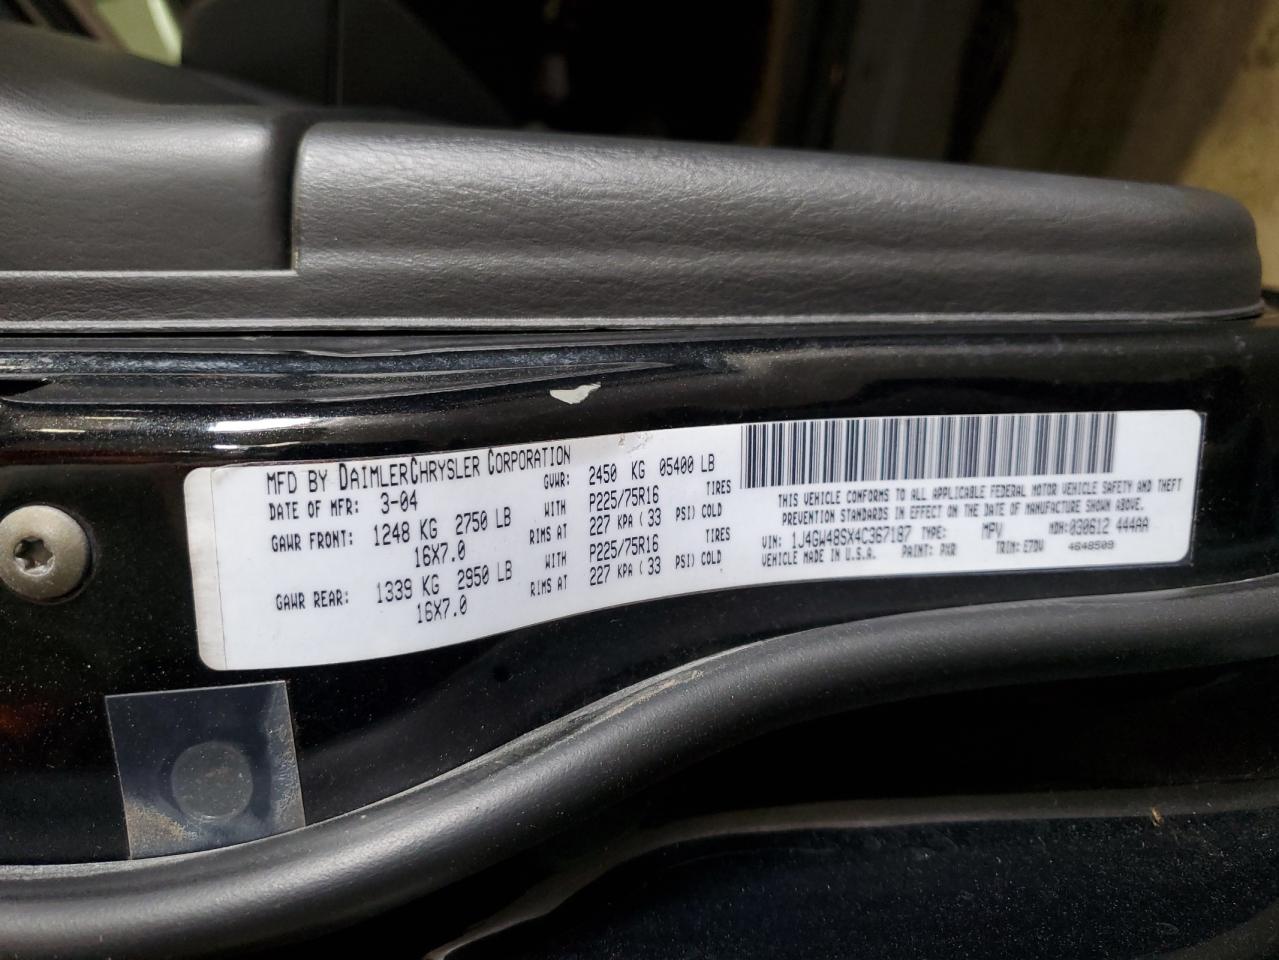 MFD BY DAIMLERCHRYSLER CORPORATION
DATE OF MFR: 3-04 GVWR: 2450 KG 05400 LB
GAWR FRONT: 1248 KG 2750 LB WITH P225/75R16 TIRES
16X7.0 RIMS AT 227 KPA ( 33 PSI) COLD
GAWR REAR: 1339 KG 2950 LB WITH P225/75R16 TIRES
16X7.0 RIMS AT 227 KPA ( 33 PSI) COLD
THIS VEHICLE CONFORMS TO ALL APPLICABLE FEDERAL MOTOR VEHICLE SAFETY AND THEFT
PREVENTION STANDARDS IN EFFECT ON THE DATE OF MANUFACTURE SHOWN ABOVE.
VIN: 1J4GW48SX4C367187 TYPE: MPV MDH:030612 444AA
VEHICLE MADE IN U.S.A. PAINT: PXR TRIM: E7DV 4648509